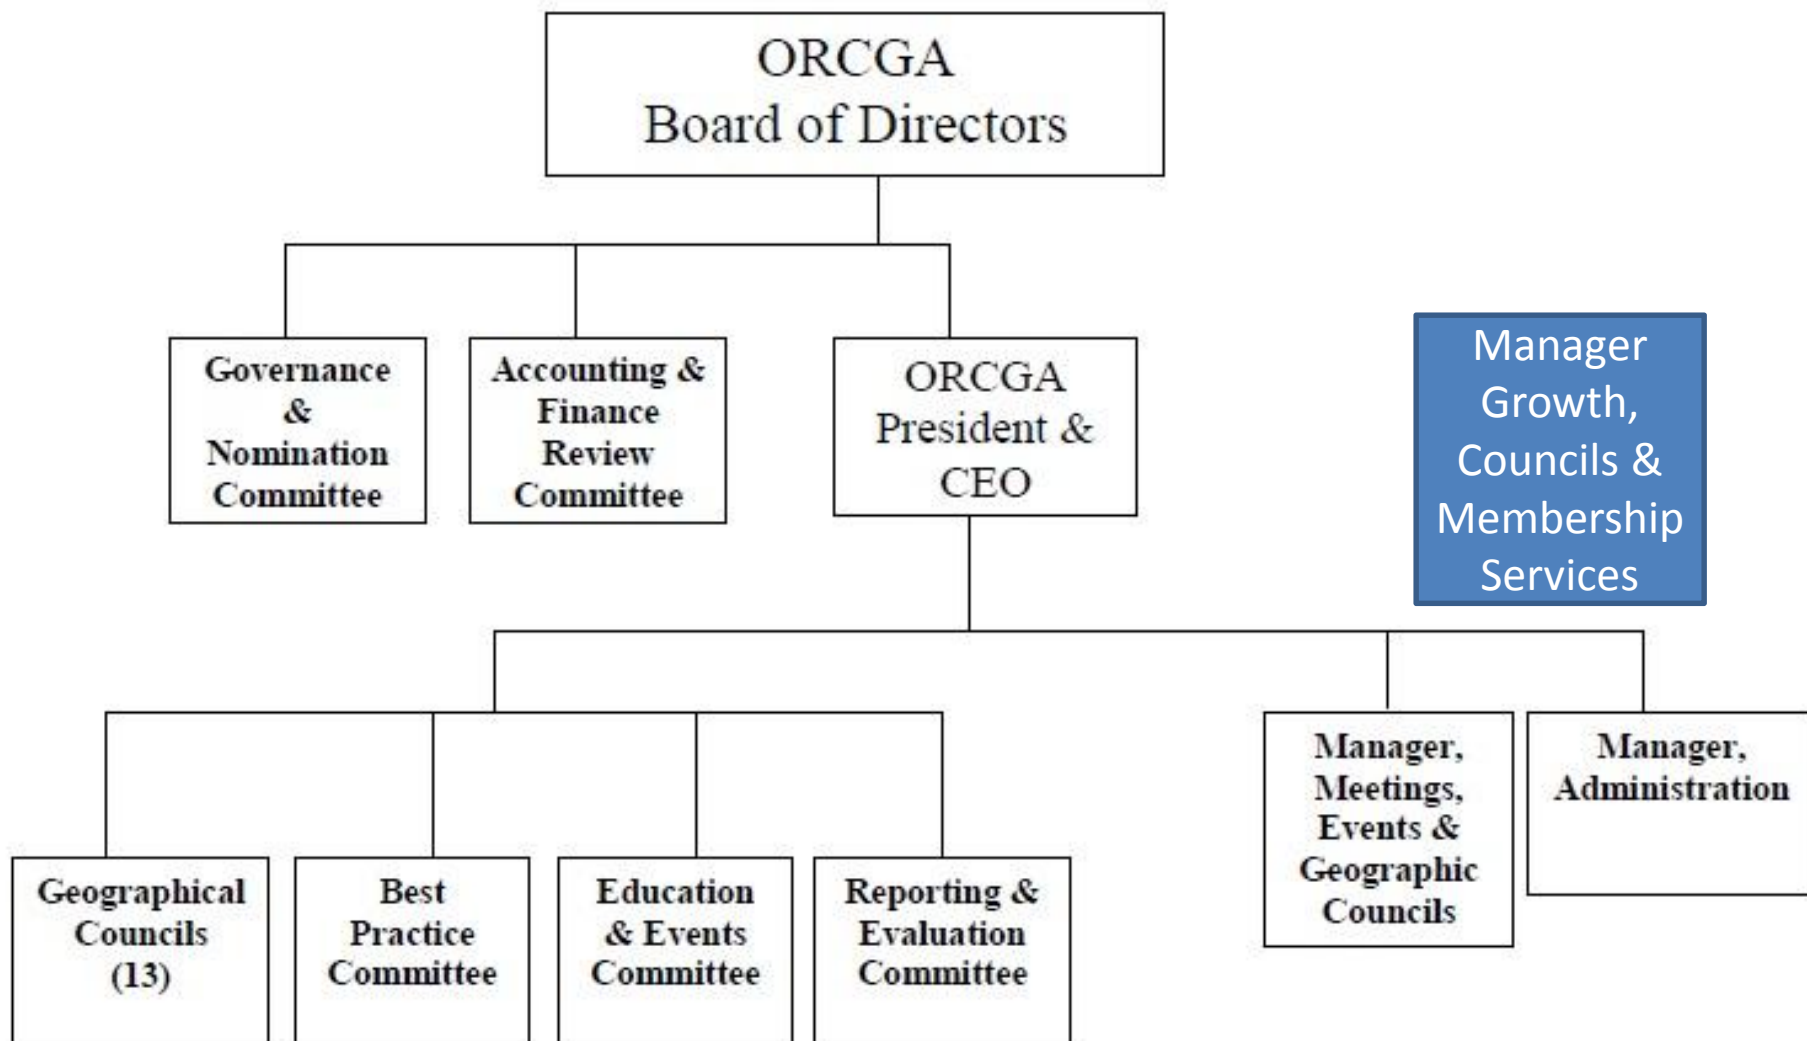 ORCGA
Board of Directors
Governance
&
Nomination
Committee
Accounting &
Finance
Review
Committee
ORCGA
President &
CEO
Manager
Growth,
Councils &
Membership
Services
Geographical
Councils
(13)
Best
Practice
Committee
Education
& Events
Committee
Reporting &
Evaluation
Committee
Manager,
Meetings,
Events &
Geographic
Councils
Manager,
Administration